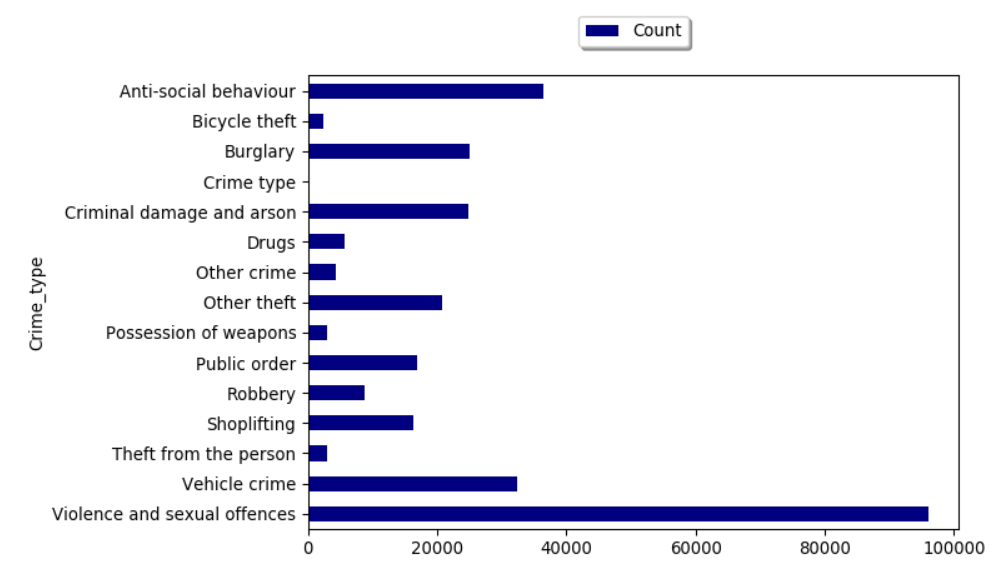 Count
Anti-social behaviour
Bicycle theft
Burglary
Crime type
Criminal damage and arson
Drugs
Other crime
Other theft
Possession of weapons
Public order
Robbery
Shoplifting
Theft from the person
Vehicle crime
Violence and sexual offences
Crime_type
0 20000 40000 60000 80000 100000